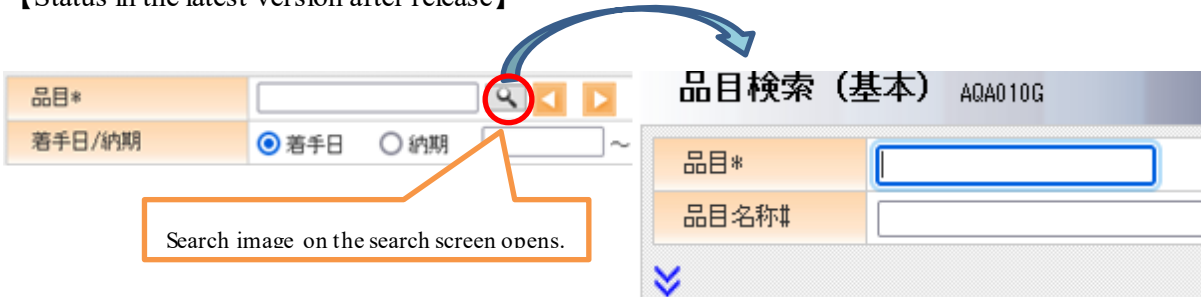 【Status in the latest version after release】
品目*
着手日/納期
着手日
納期
～
Search image on the search screen opens.
品目検索（基本） AQA010G
品目*
品目名称#